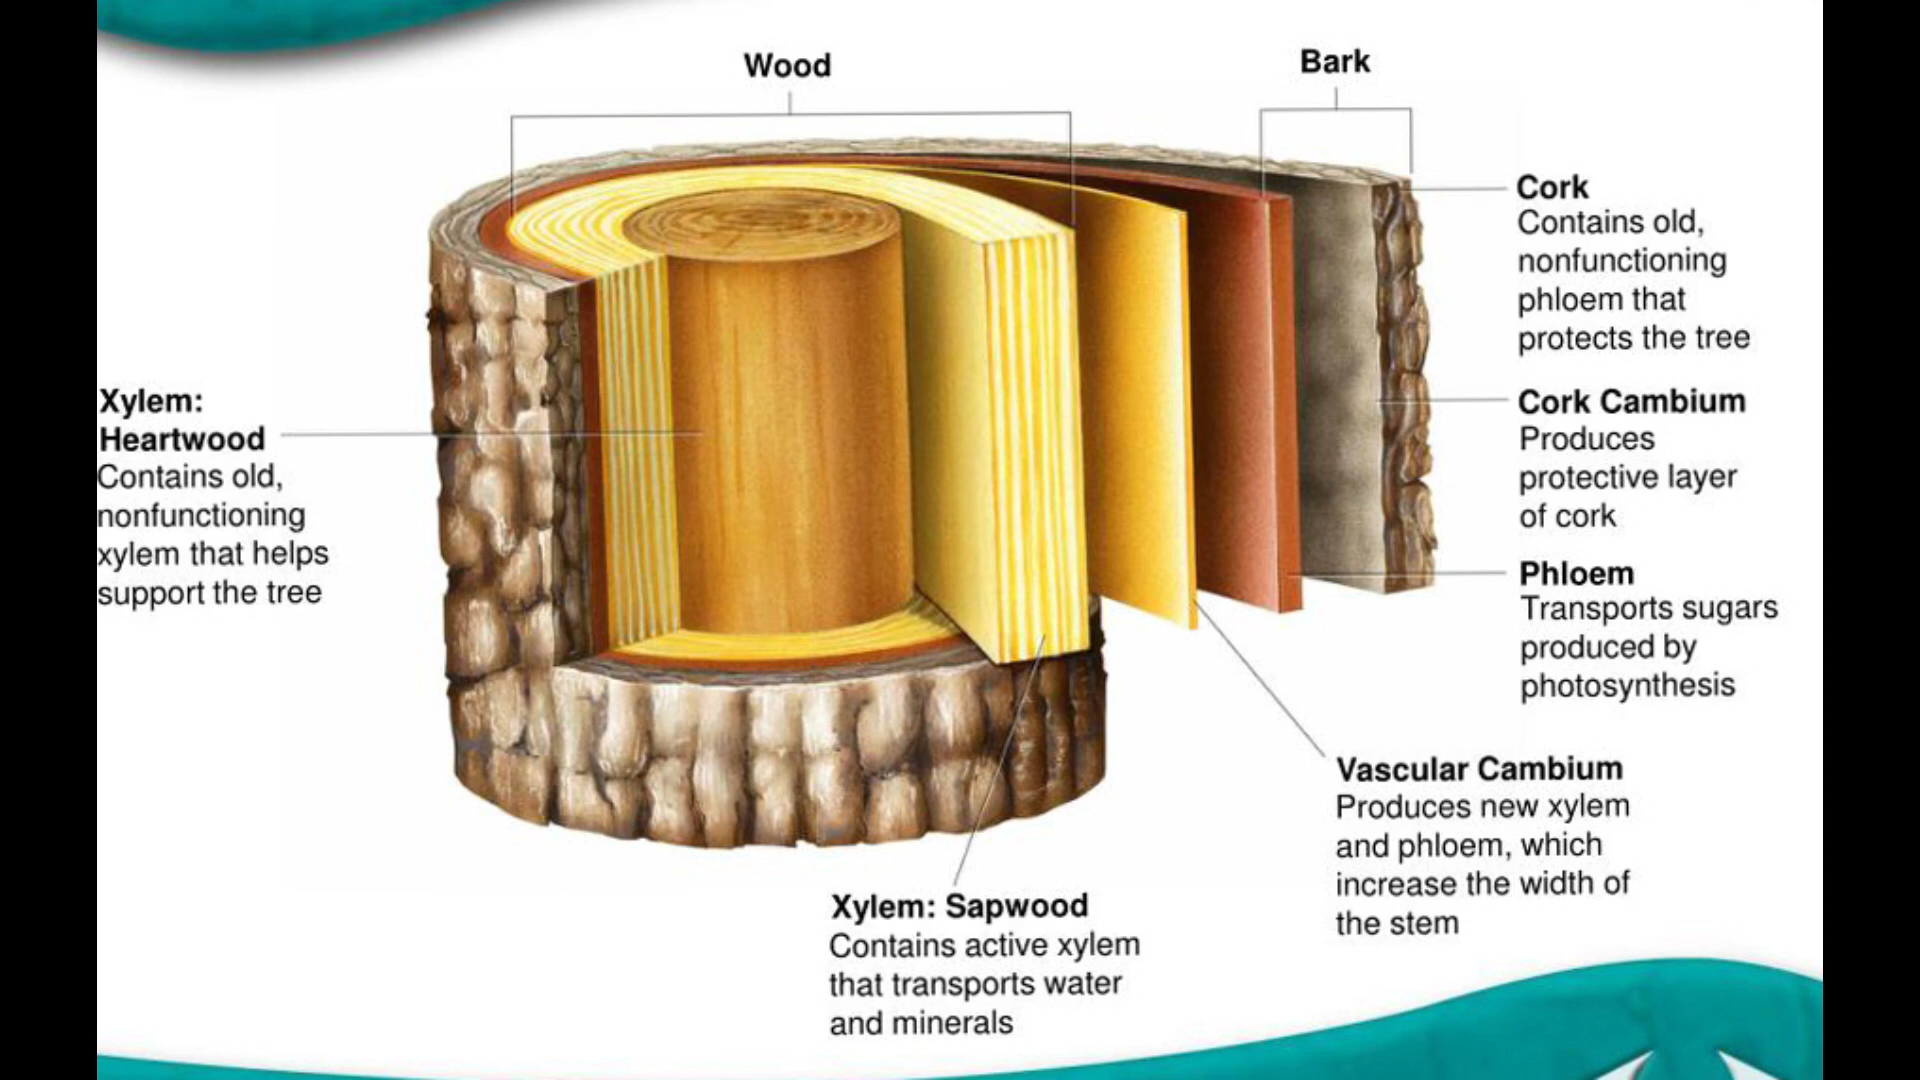 Wood
Bark
Cork
Contains old,
nonfunctioning
phloem that
protects the tree
Xylem:
Heartwood
Contains old,
nonfunctioning
xylem that helps
support the tree
Cork Cambium
Produces
protective layer
of cork
Phloem
Transports sugars
produced by
photosynthesis
Vascular Cambium
Produces new xylem
and phloem, which
increase the width of
the stem
Xylem: Sapwood
Contains active xylem
that transports water
and minerals